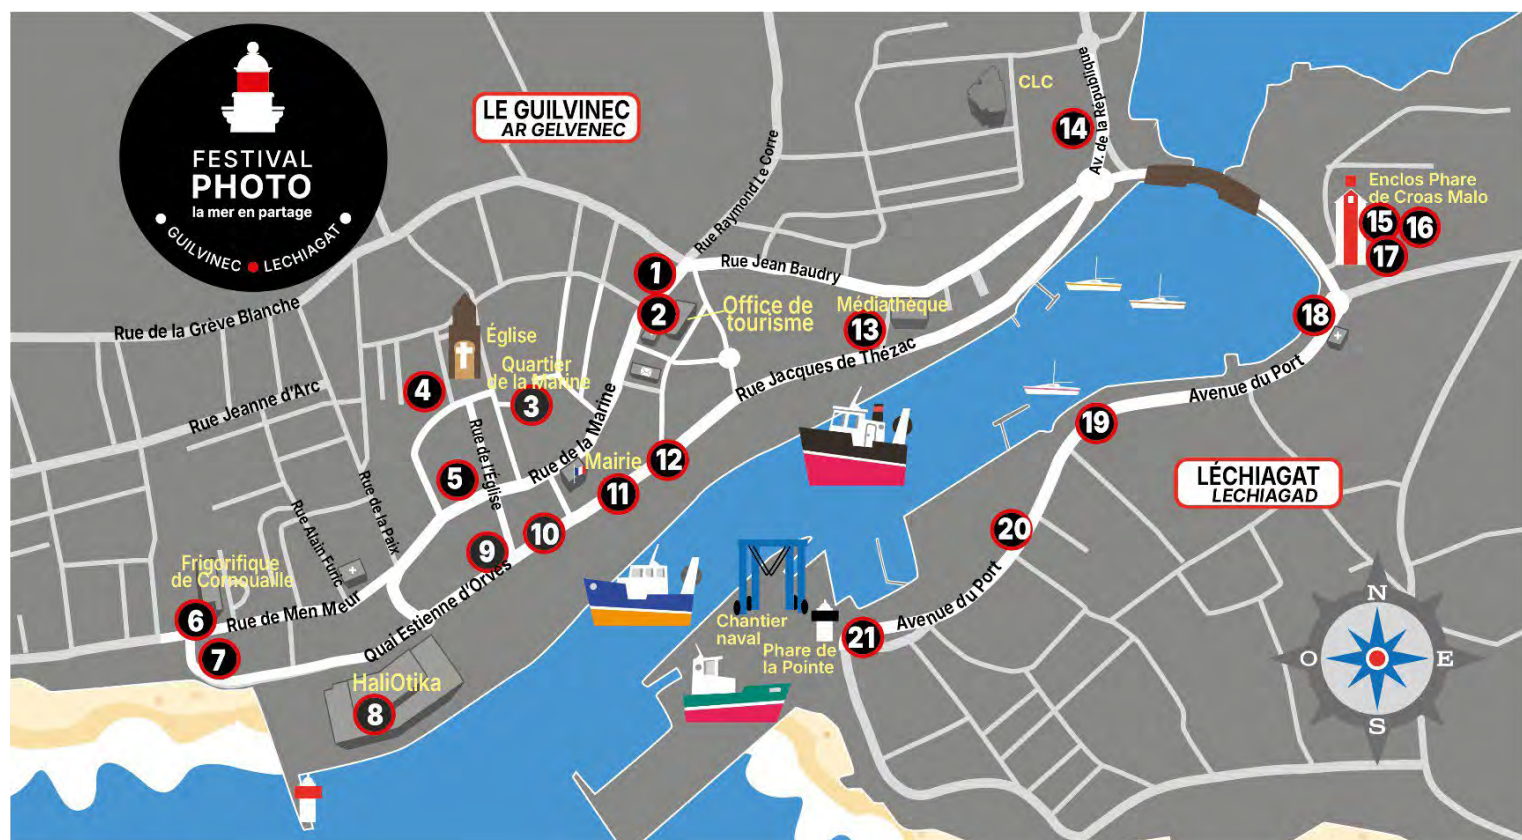 FESTIVAL
PHOTO
la mer en partage
GUILVINEC LECHIAGAT
LE GUILVINEC
AR GELVENEC
CLC
14
Av. de la République
Enclos Phare
de Croas Malo
15
16
17
Rue Raymond Le Corre
1
Rue Jean Baudry
2
Office de
tourisme
Médiathèque
13
18
Rue de la Grève Blanche
Église
Quartier
de la Marine
3
4
Rue Jeanne d'Arc
Rue Jacques de Thézac
Avenue du Port
19
Rue de la Marine
Mairie
12
11
5
Rue de l'Église
LÉCHIAGAT
LECHIAGAD
Rue de la Paix
Rue Alain Furic
10
9
20
Frigorifique
de Cornouaille
6
Rue de Men Meur
7
Quai Estienne d'Orves
Avenue du Port
Chantier
naval
Phare de
la Pointe
21
HaliOtika
8
N
O
E
S